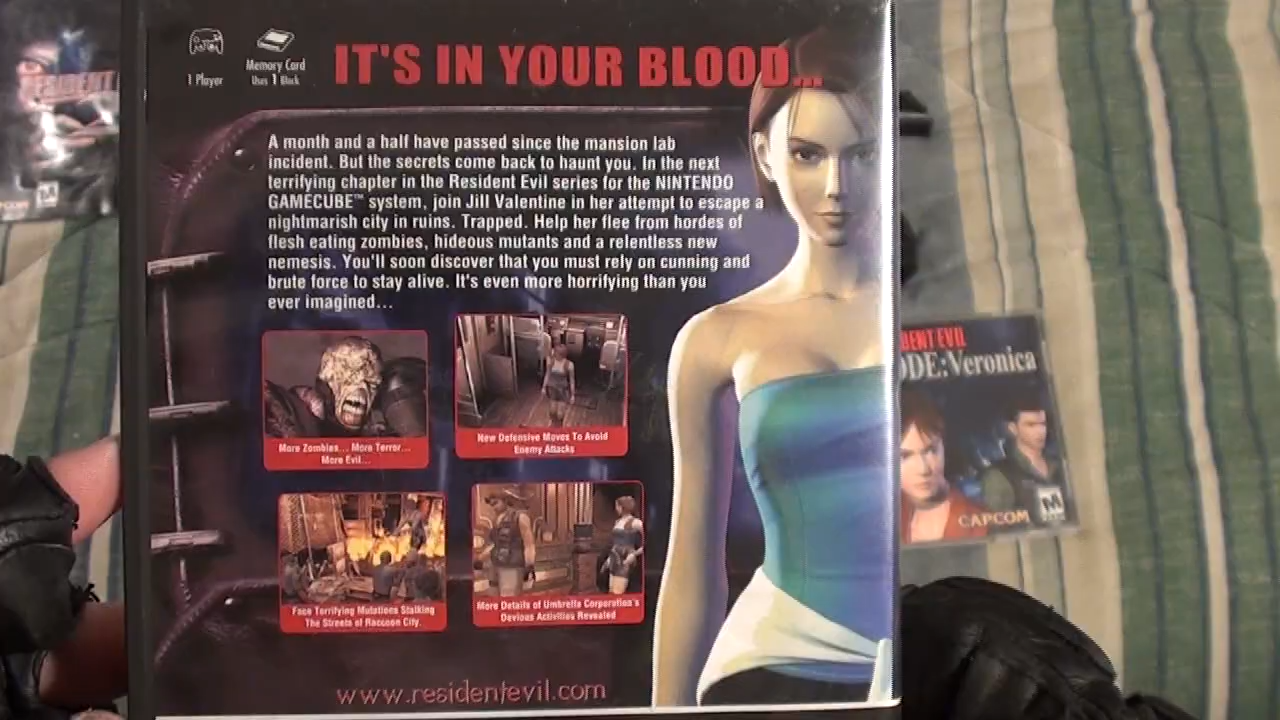 1 Player
Memory Card
Uses 1 Block
IT'S IN YOUR BLOOD...
A month and a half have passed since the mansion lab
incident. But the secrets come back to haunt you. In the next
terrifying chapter in the Resident Evil series for the NINTENDO
GAMECUBE™ system, join Jill Valentine in her attempt to escape a
nightmarish city in ruins. Trapped. Help her flee from hordes of
flesh eating zombies, hideous mutants and a relentless new
nemesis. You'll soon discover that you must rely on cunning and
brute force to stay alive. It's even more horrifying than you
ever imagined...
More Zombies... More Terror...
More Evil...
New Defensive Moves To Avoid
Enemy Attacks
Face Terrifying Mutations Stalking
The Streets of Raccoon City.
More Details of Umbrella Corporation's
Devious Activities Revealed
www.residentevil.com
RESIDENT
M
DENT EVIL
ODE:Veronica
CAPCOM
M